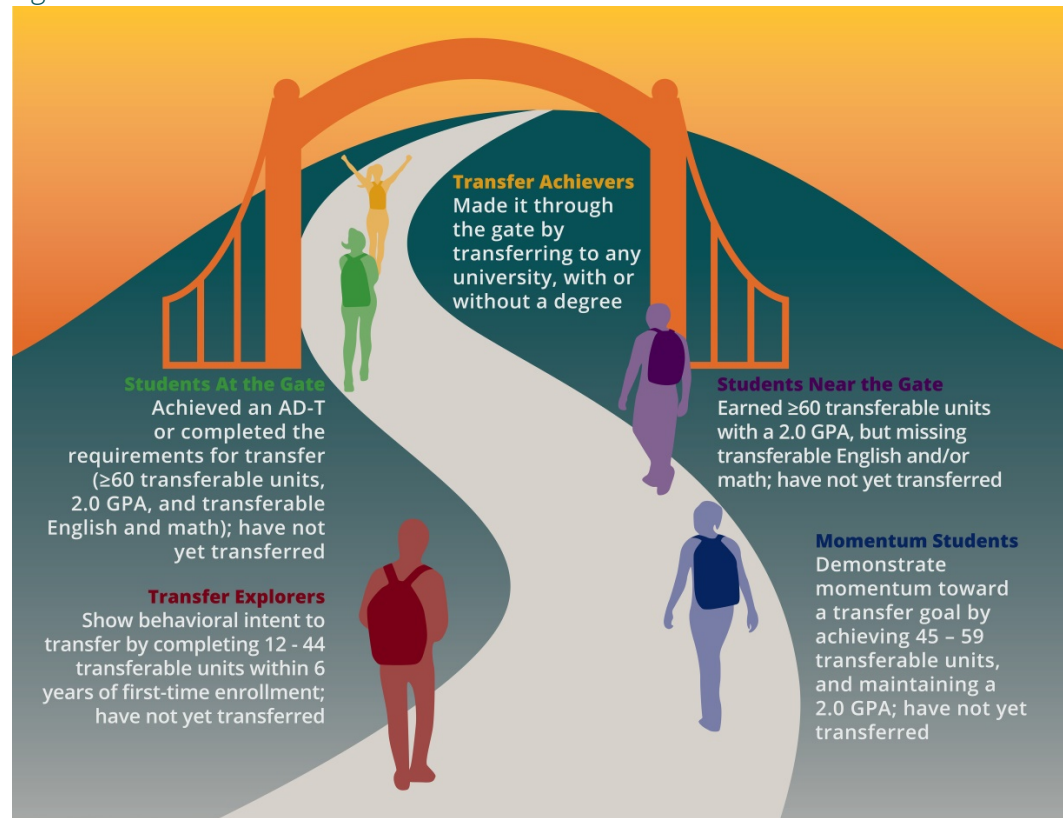 Transfer Achievers
Made it through
the gate by
transferring to any
university, with or
without a degree
Students At the Gate
Achieved an AD-T
or completed the
requirements for transfer
(≥60 transferable units,
2.0 GPA, and transferable
English and math); have not
yet transferred
Students Near the Gate
Earned ≥60 transferable units
with a 2.0 GPA, but missing
transferable English and/or
math; have not yet transferred
Transfer Explorers
Show behavioral intent to
transfer by completing 12 - 44
transferable units within 6
years of first-time enrollment;
have not yet transferred
Momentum Students
Demonstrate
momentum toward
a transfer goal by
achieving 45 – 59
transferable units,
and maintaining a
2.0 GPA; have not yet
transferred